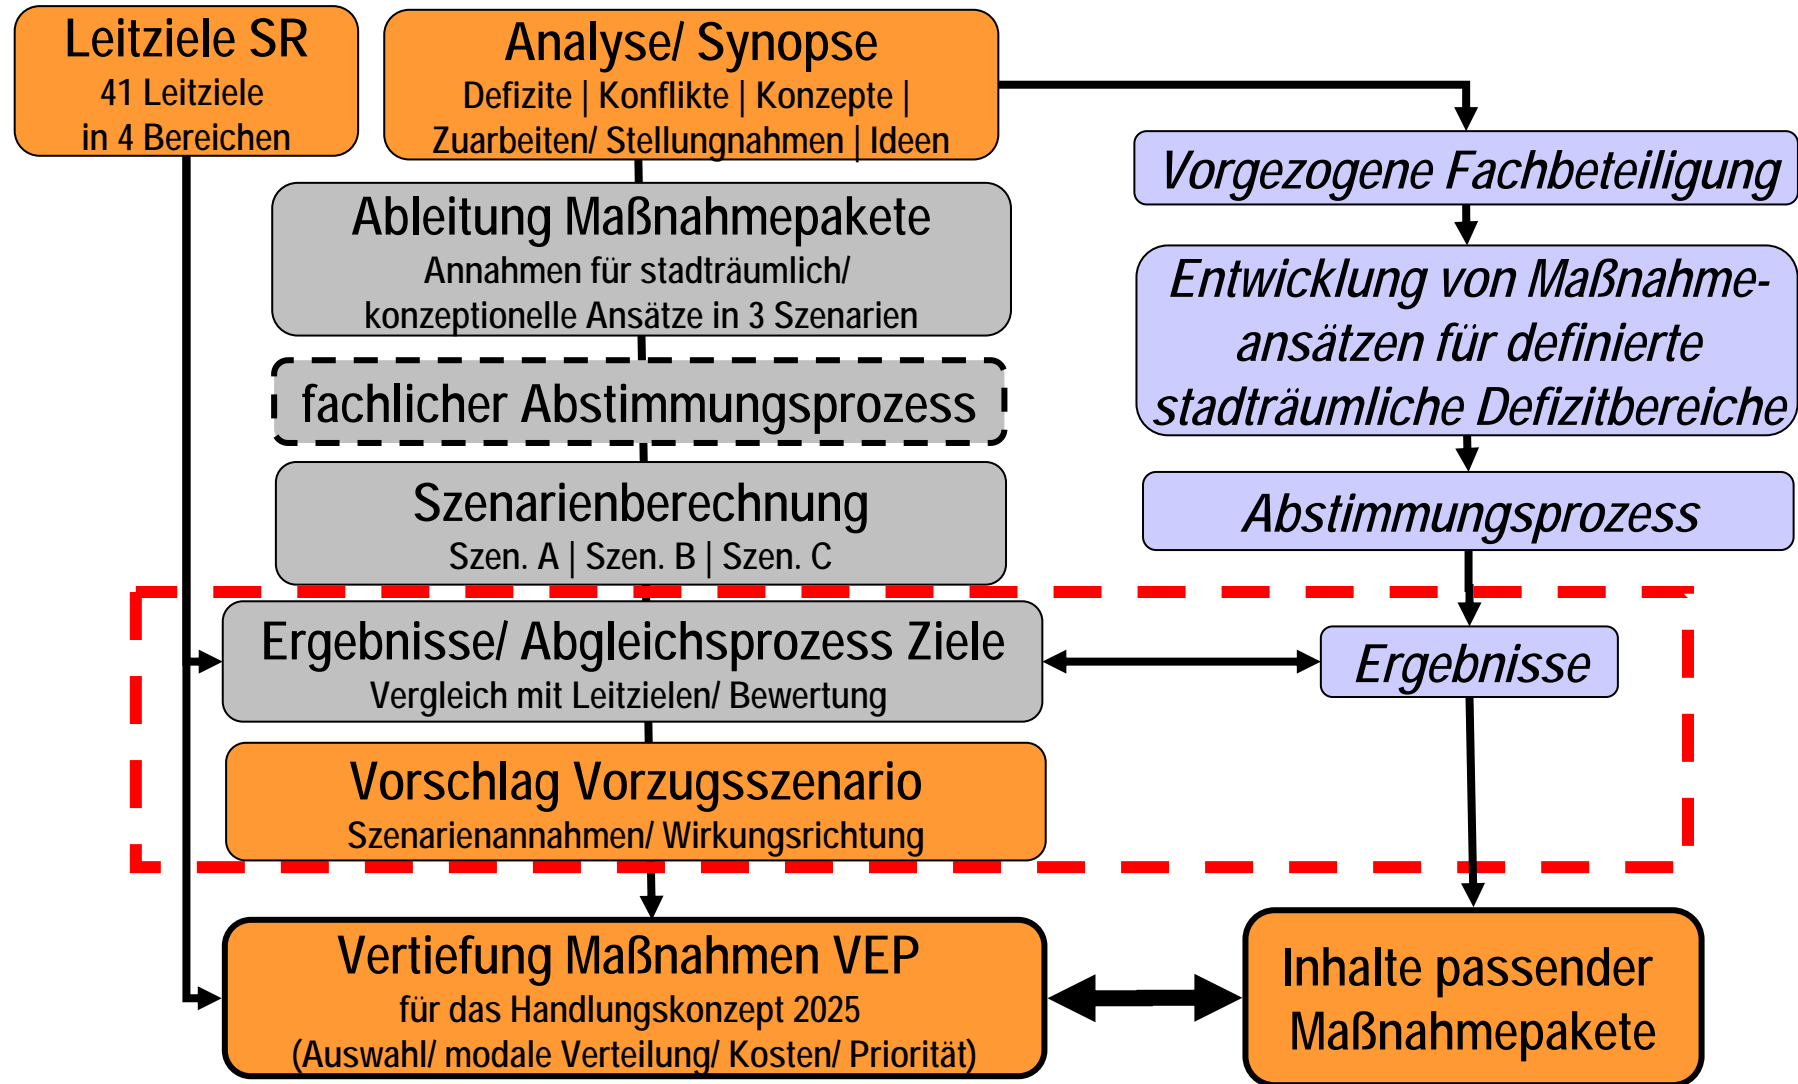 Leitziele SR
41 Leitziele
in 4 Bereichen
Analyse/ Synopse
Defizite | Konflikte | Konzepte |
Zuarbeiten/ Stellungnahmen | Ideen
Ableitung Maßnahmepakete
Annahmen für stadträumlich/
konzeptionelle Ansätze in 3 Szenarien
fachlicher Abstimmungsprozess
Szenarienberechnung
Szen. A | Szen. B | Szen. C
Ergebnisse/ Abgleichsprozess Ziele
Vergleich mit Leitzielen/ Bewertung
Vorschlag Vorzugsszenario
Szenarienannahmen/ Wirkungsrichtung
Vertiefung Maßnahmen VEP
für das Handlungskonzept 2025
(Auswahl/ modale Verteilung/ Kosten/ Priorität)
Vorgezogene Fachbeteiligung
Entwicklung von Maßnahme-
ansätzen für definierte
stadträumliche Defizitbereiche
Abstimmungsprozess
Ergebnisse
Inhalte passender
Maßnahmepakete